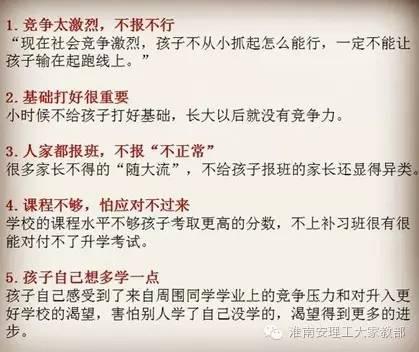 1. 竞争太激烈，不报不行
“现在社会竞争激烈，孩子不从小抓起怎么能行，一定不能让
孩子输在起跑线上。”
2. 基础打好很重要
小时候不给孩子打好基础，长大以后就没有竞争力。
3. 人家都报班，不报“不正常”
很多家长不得的“随大流”，不给孩子报班的家长还显得异类。
4. 课程不够，怕应对不过来
学校的课程水平不够孩子考取更高的分数，不上补习班很有很
能对付不了升学考试。
5. 孩子自己想多学一点
孩子自己感受到了来自周围同学学业上的竞争压力和对升入更
好学校的渴望，害怕别人学了自己没学的，渴望得到更多的进
步。
淮南安理工大家教部